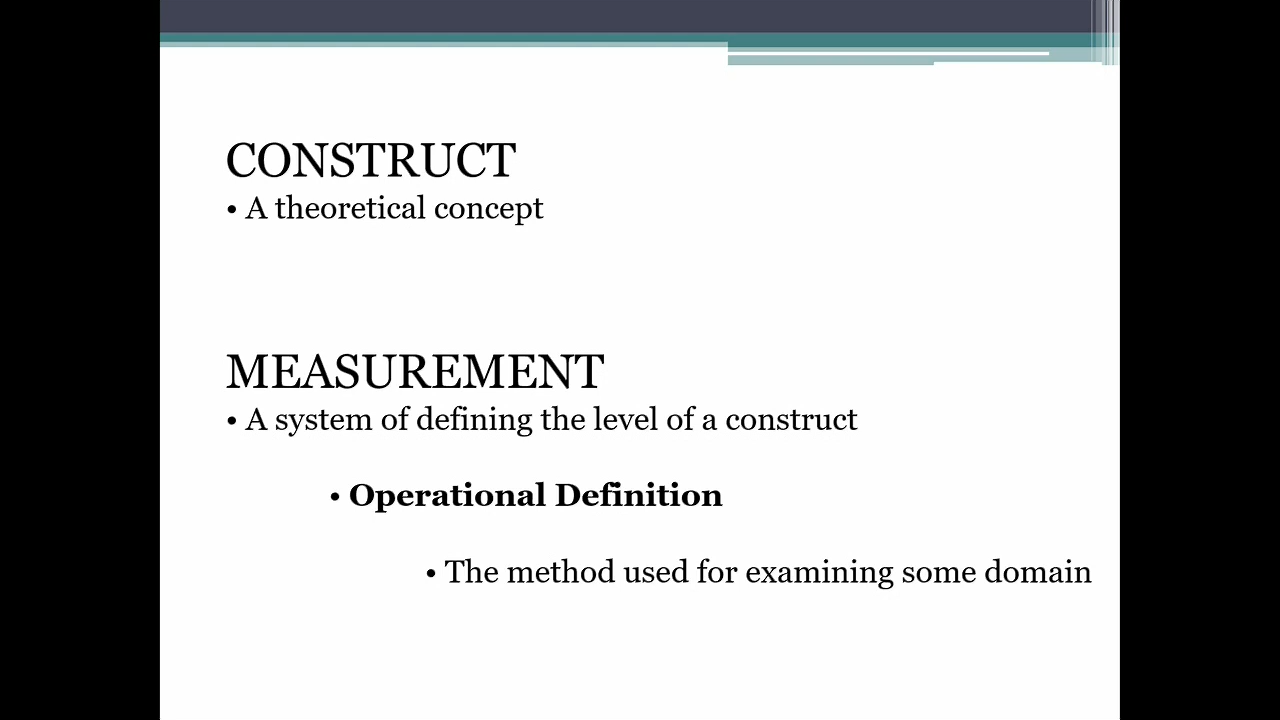 CONSTRUCT
• A theoretical concept
MEASUREMENT
• A system of defining the level of a construct
• Operational Definition
• The method used for examining some domain